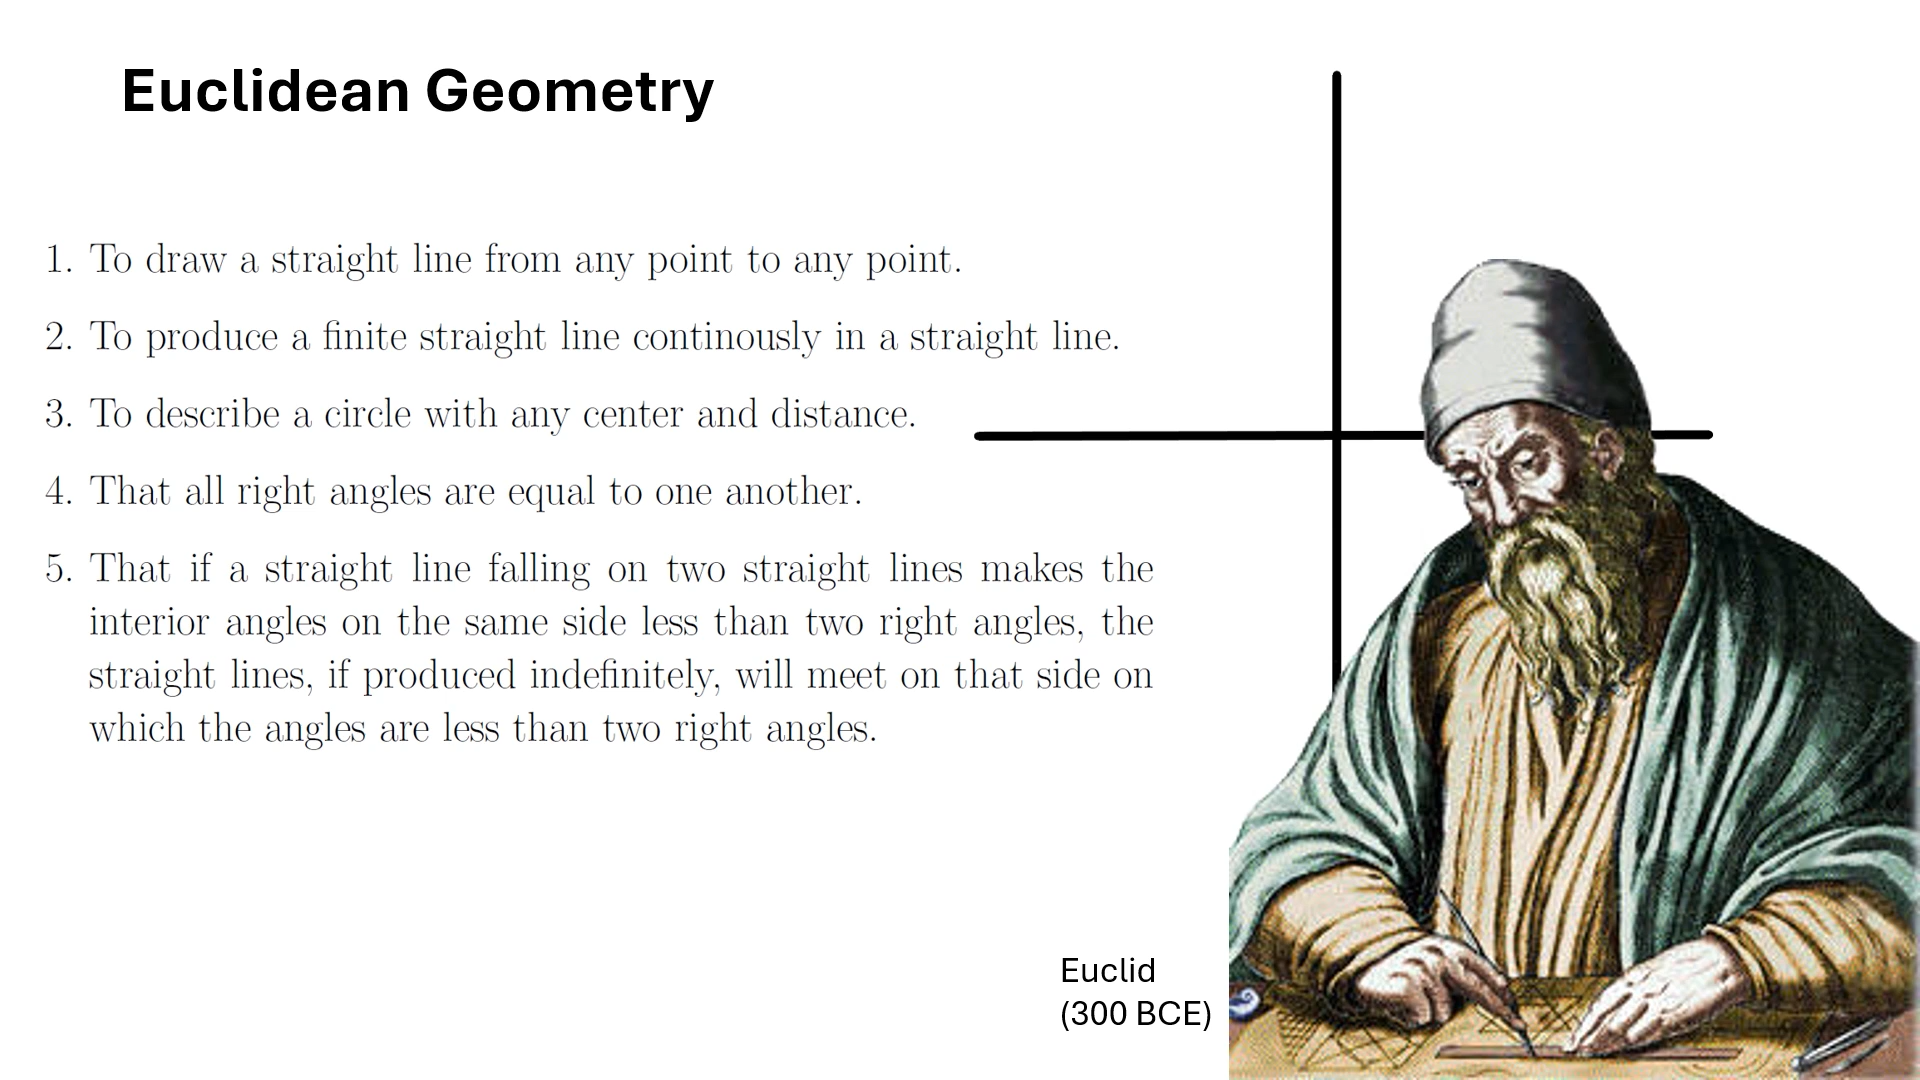 Euclidean Geometry
1. To draw a straight line from any point to any point.
2. To produce a finite straight line continously in a straight line.
3. To describe a circle with any center and distance.
4. That all right angles are equal to one another.
5. That if a straight line falling on two straight lines makes the
interior angles on the same side less than two right angles, the
straight lines, if produced indefinitely, will meet on that side on
which the angles are less than two right angles.
Euclid
(300 BCE)